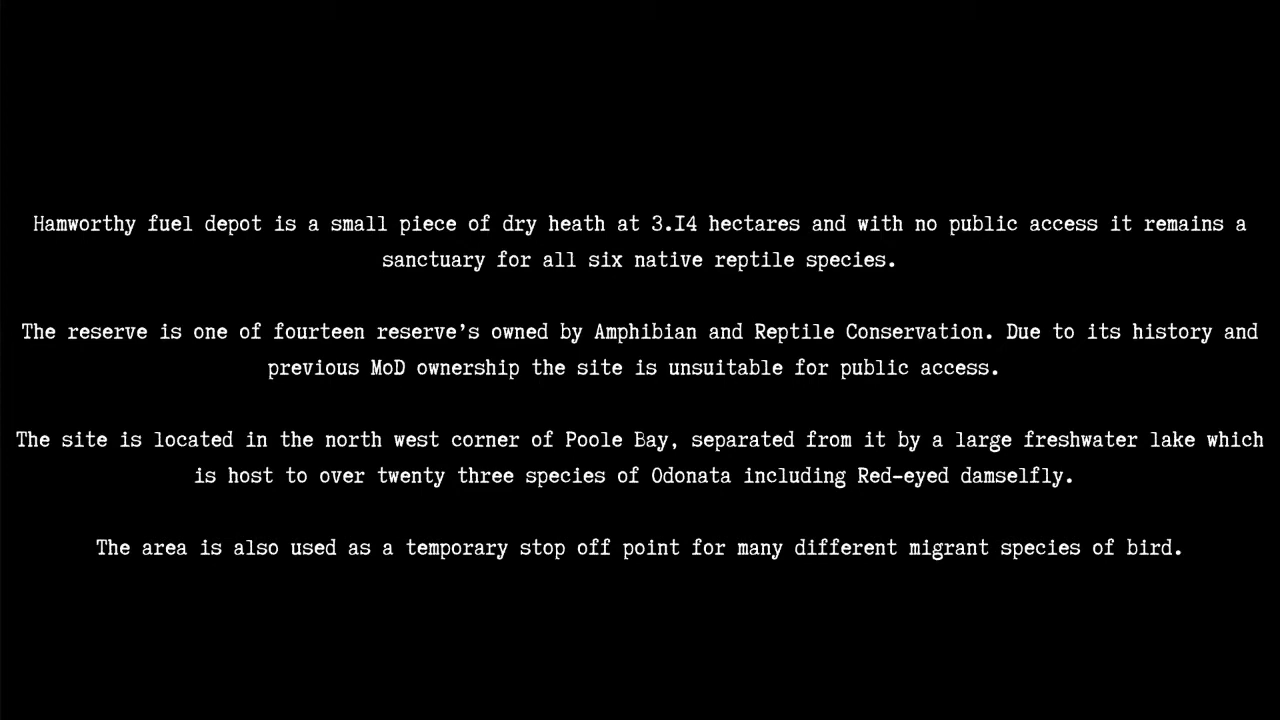 Hamworthy fuel depot is a small piece of dry heath at 3.14 hectares and with no public access it remains a
sanctuary for all six native reptile species.
The reserve is one of fourteen reserve's owned by Amphibian and Reptile Conservation. Due to its history and
previous MoD ownership the site is unsuitable for public access.
The site is located in the north west corner of Poole Bay, separated from it by a large freshwater lake which
is host to over twenty three species of Odonata including Red-eyed damselfly.
The area is also used as a temporary stop off point for many different migrant species of bird.